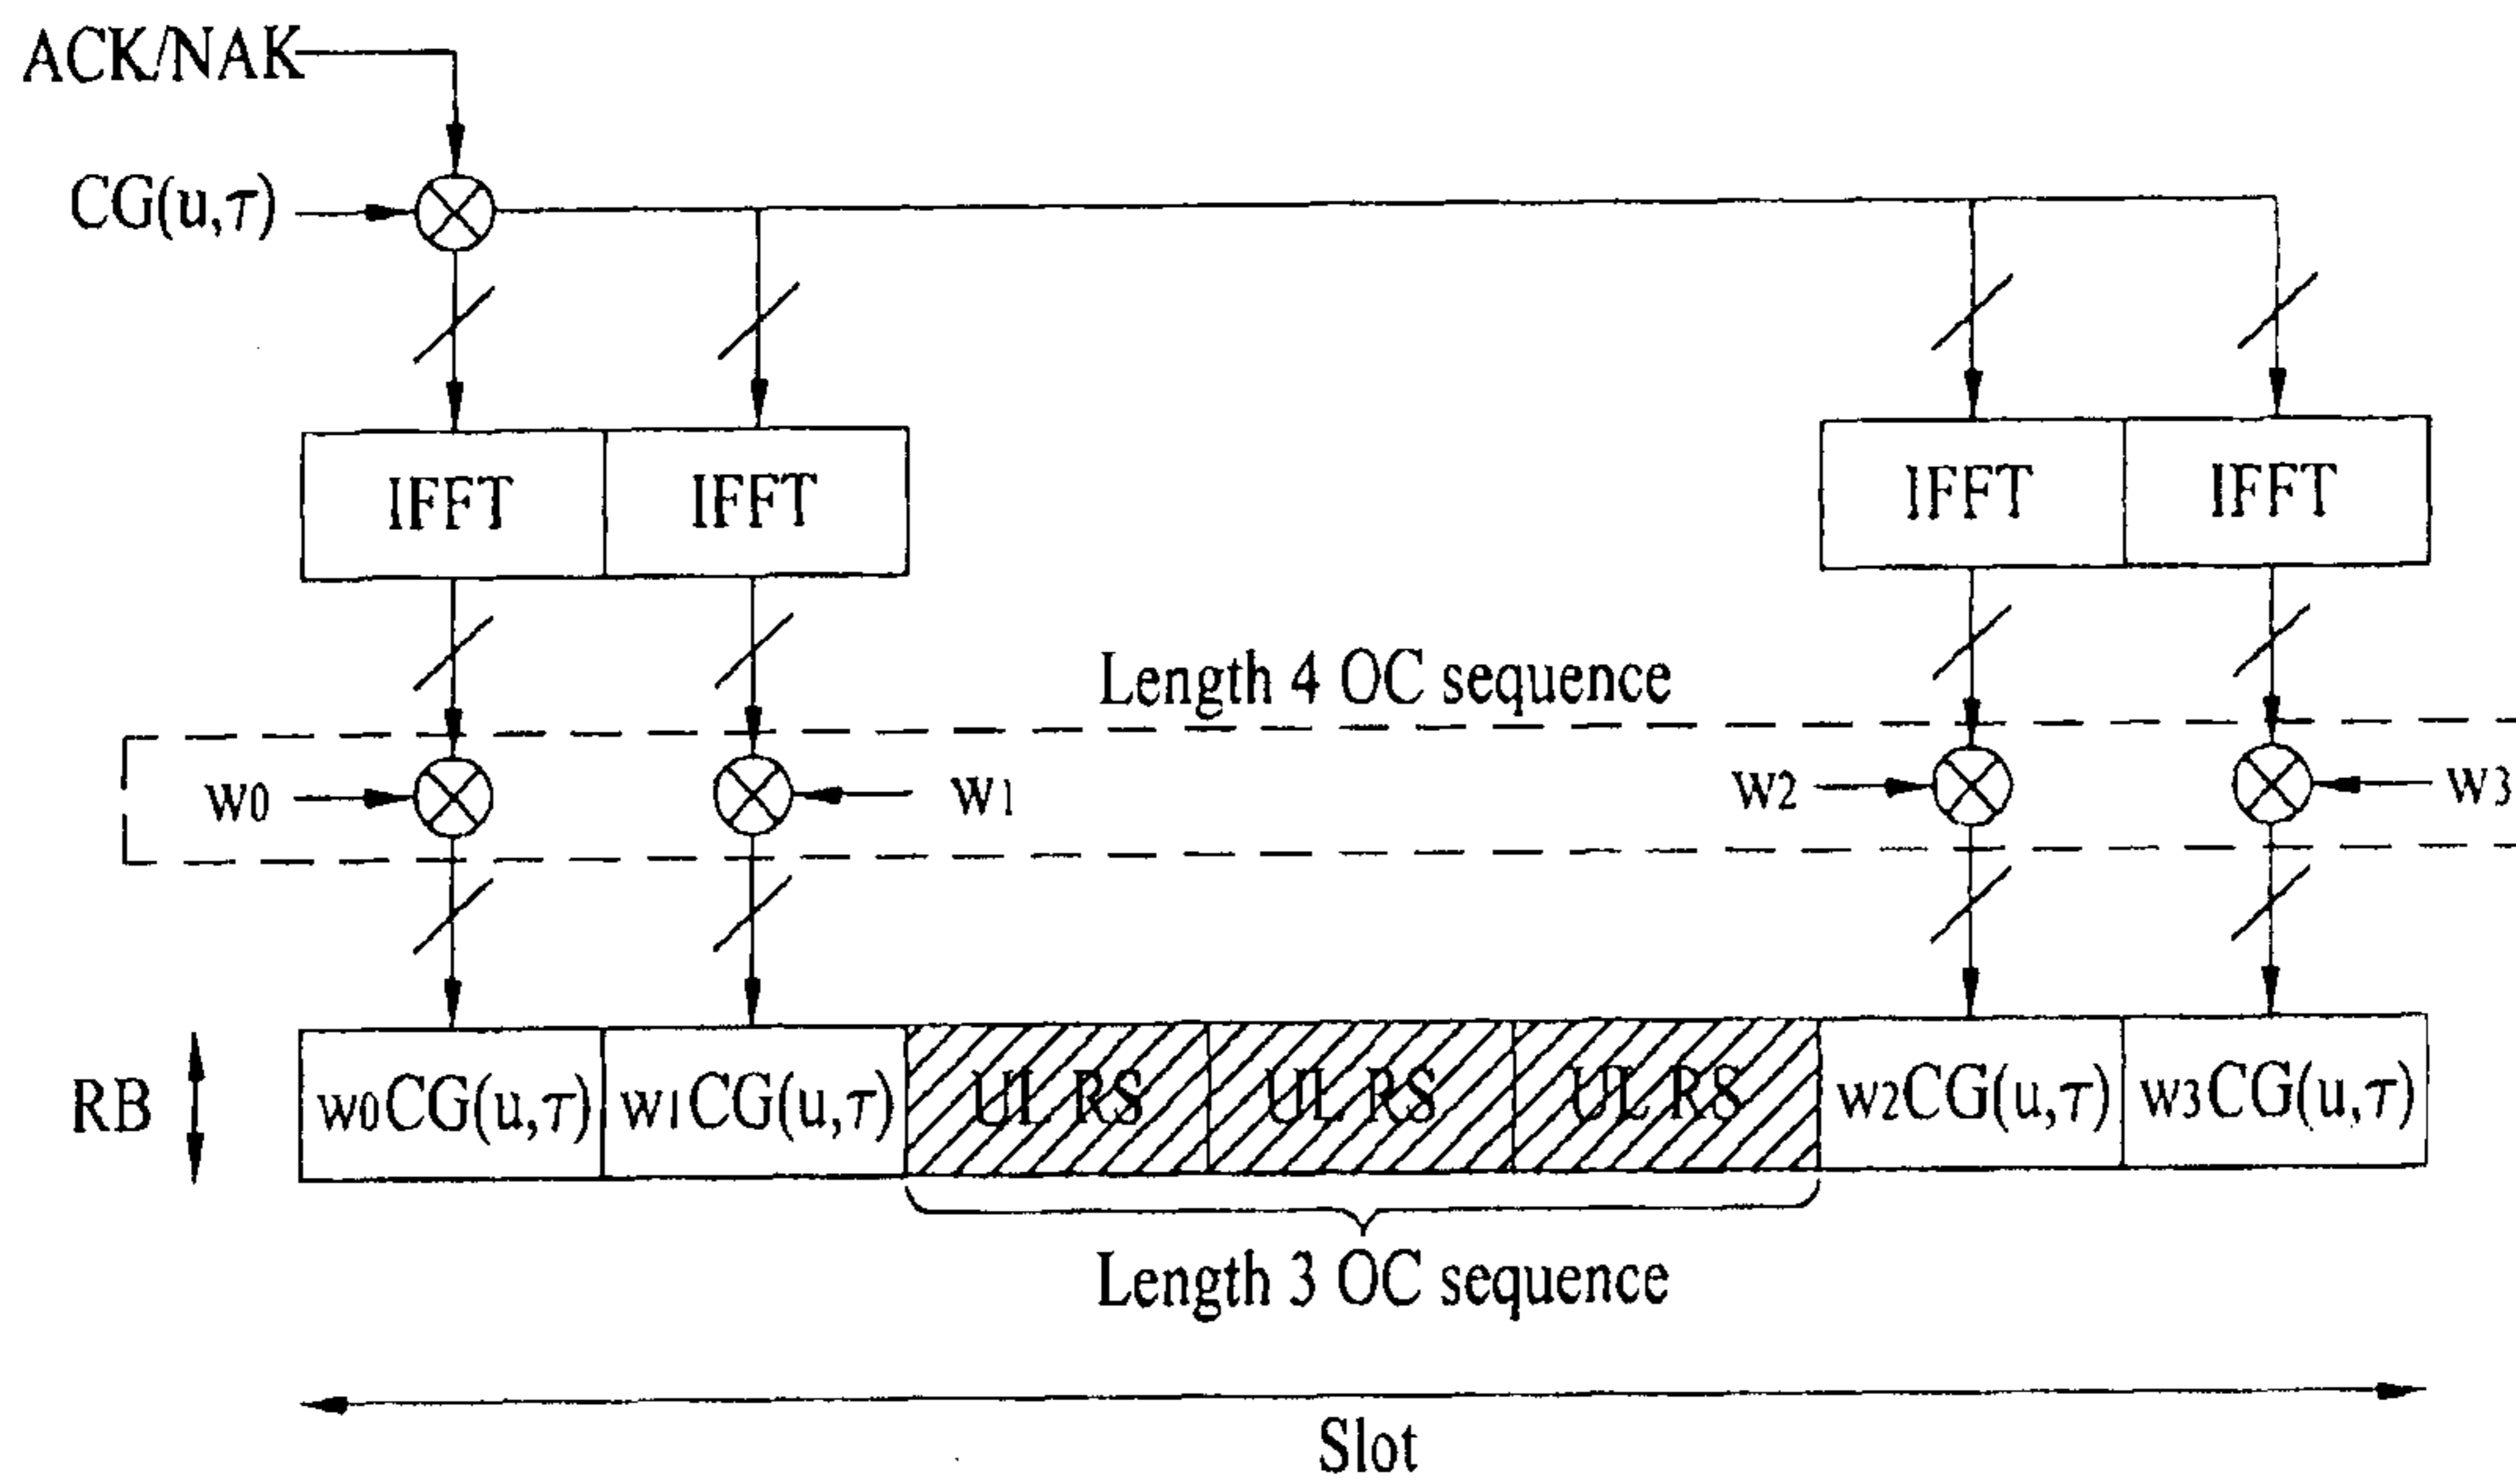 ACK/NAK
CG(u,τ)
IFFT IFFT IFFT IFFT
Length 4 OC sequence
w0 w1 w2 w3
RB w0CG(u,τ) w1CG(u,τ) UL RS UL RS UL RS w2CG(u,τ) w3CG(u,τ)
Length 3 OC sequence
Slot